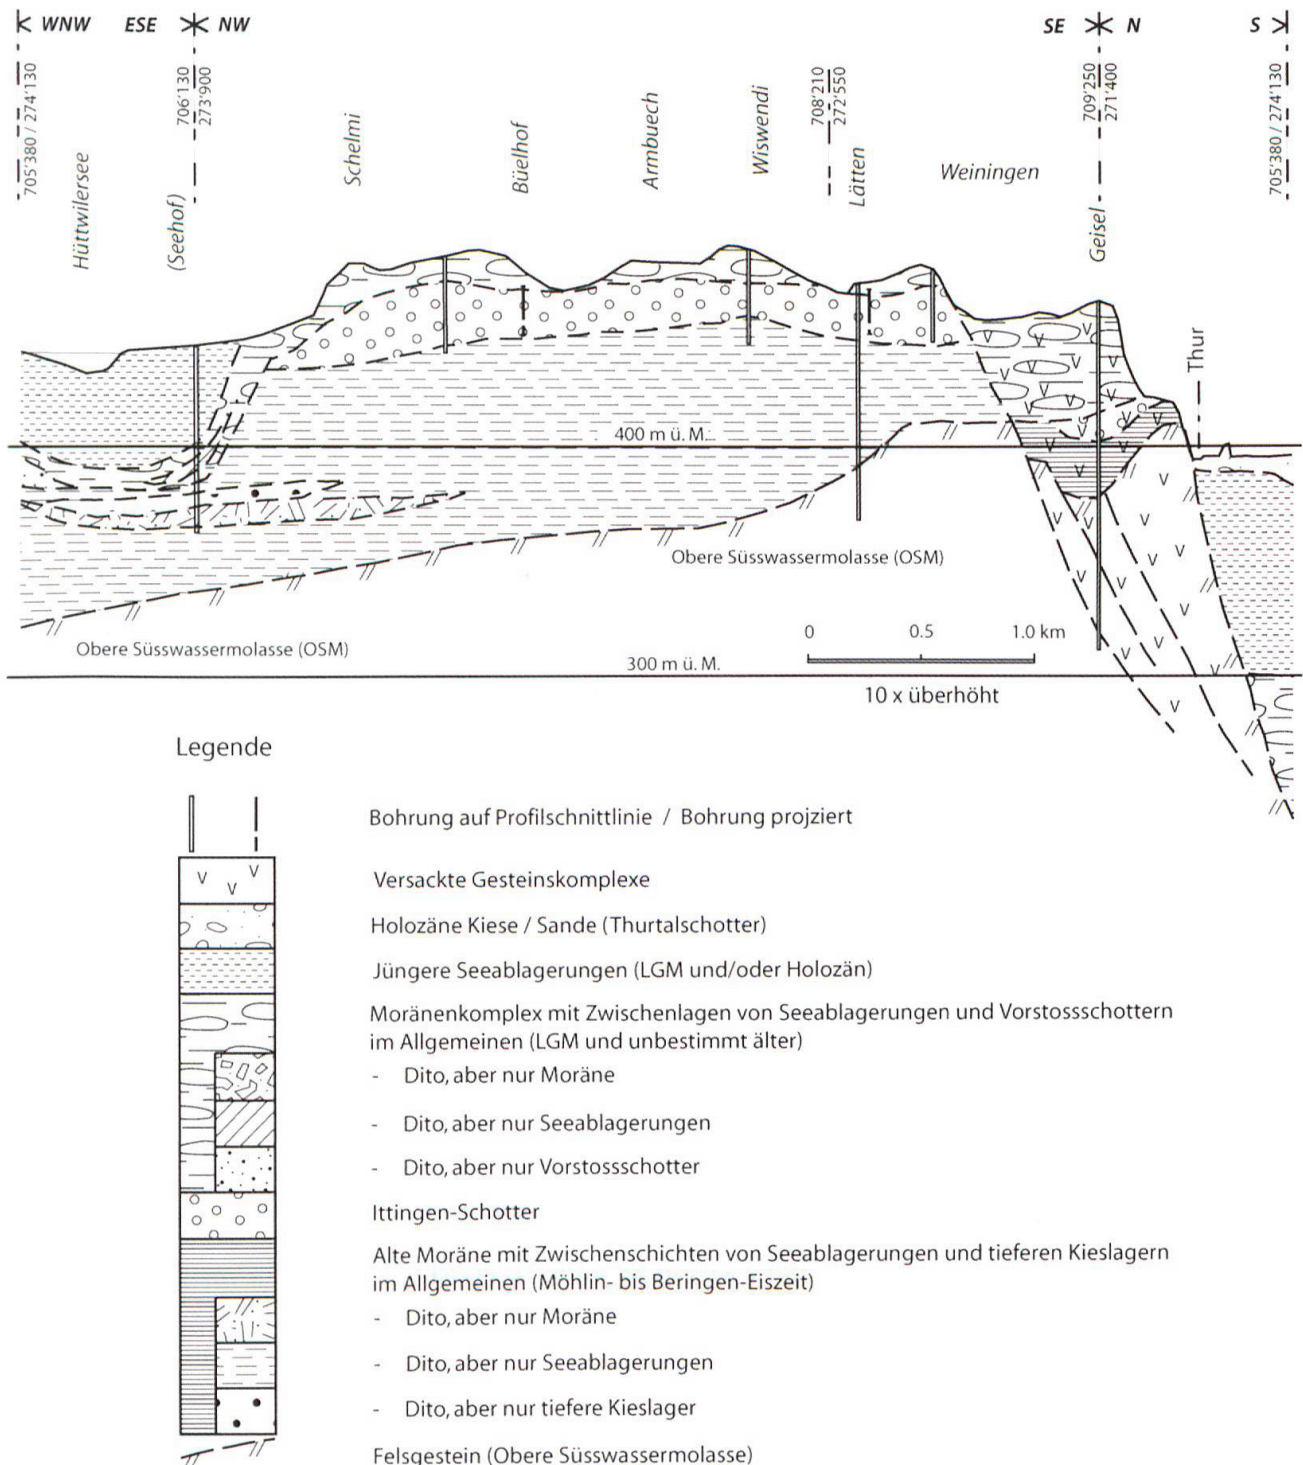 WNW ESE NW SE N S
705'380 / 274'130
706'130
273'900
708'210
272'550
709'250
271'400
705'380 / 274'130
Hüttwilersee
(Seehof)
Schelmi
Büelhof
Armbuech
Wiswendi
Lätten
Weiningen
Geisel
Thur
400 m ü. M.
Obere Süsswassermolasse (OSM)
Obere Süsswassermolasse (OSM)
0 0.5 1.0 km
300 m ü. M.
10 x überhöht
Legende
Bohrung auf Profilschnittlinie / Bohrung projziert
Versackte Gesteinskomplexe
Holozäne Kiese / Sande (Thurtalschotter)
Jüngere Seeablagerungen (LGM und/oder Holozän)
Moränenkomplex mit Zwischenlagen von Seeablagerungen und Vorstossschottern
im Allgemeinen (LGM und unbestimmt älter)
- Dito, aber nur Moräne
- Dito, aber nur Seeablagerungen
- Dito, aber nur Vorstossschotter
Ittingen-Schotter
Alte Moräne mit Zwischenschichten von Seeablagerungen und tieferen Kieslagern
im Allgemeinen (Möhlin- bis Beringen-Eiszeit)
- Dito, aber nur Moräne
- Dito, aber nur Seeablagerungen
- Dito, aber nur tiefere Kieslager
Felsgestein (Obere Süsswassermolasse)